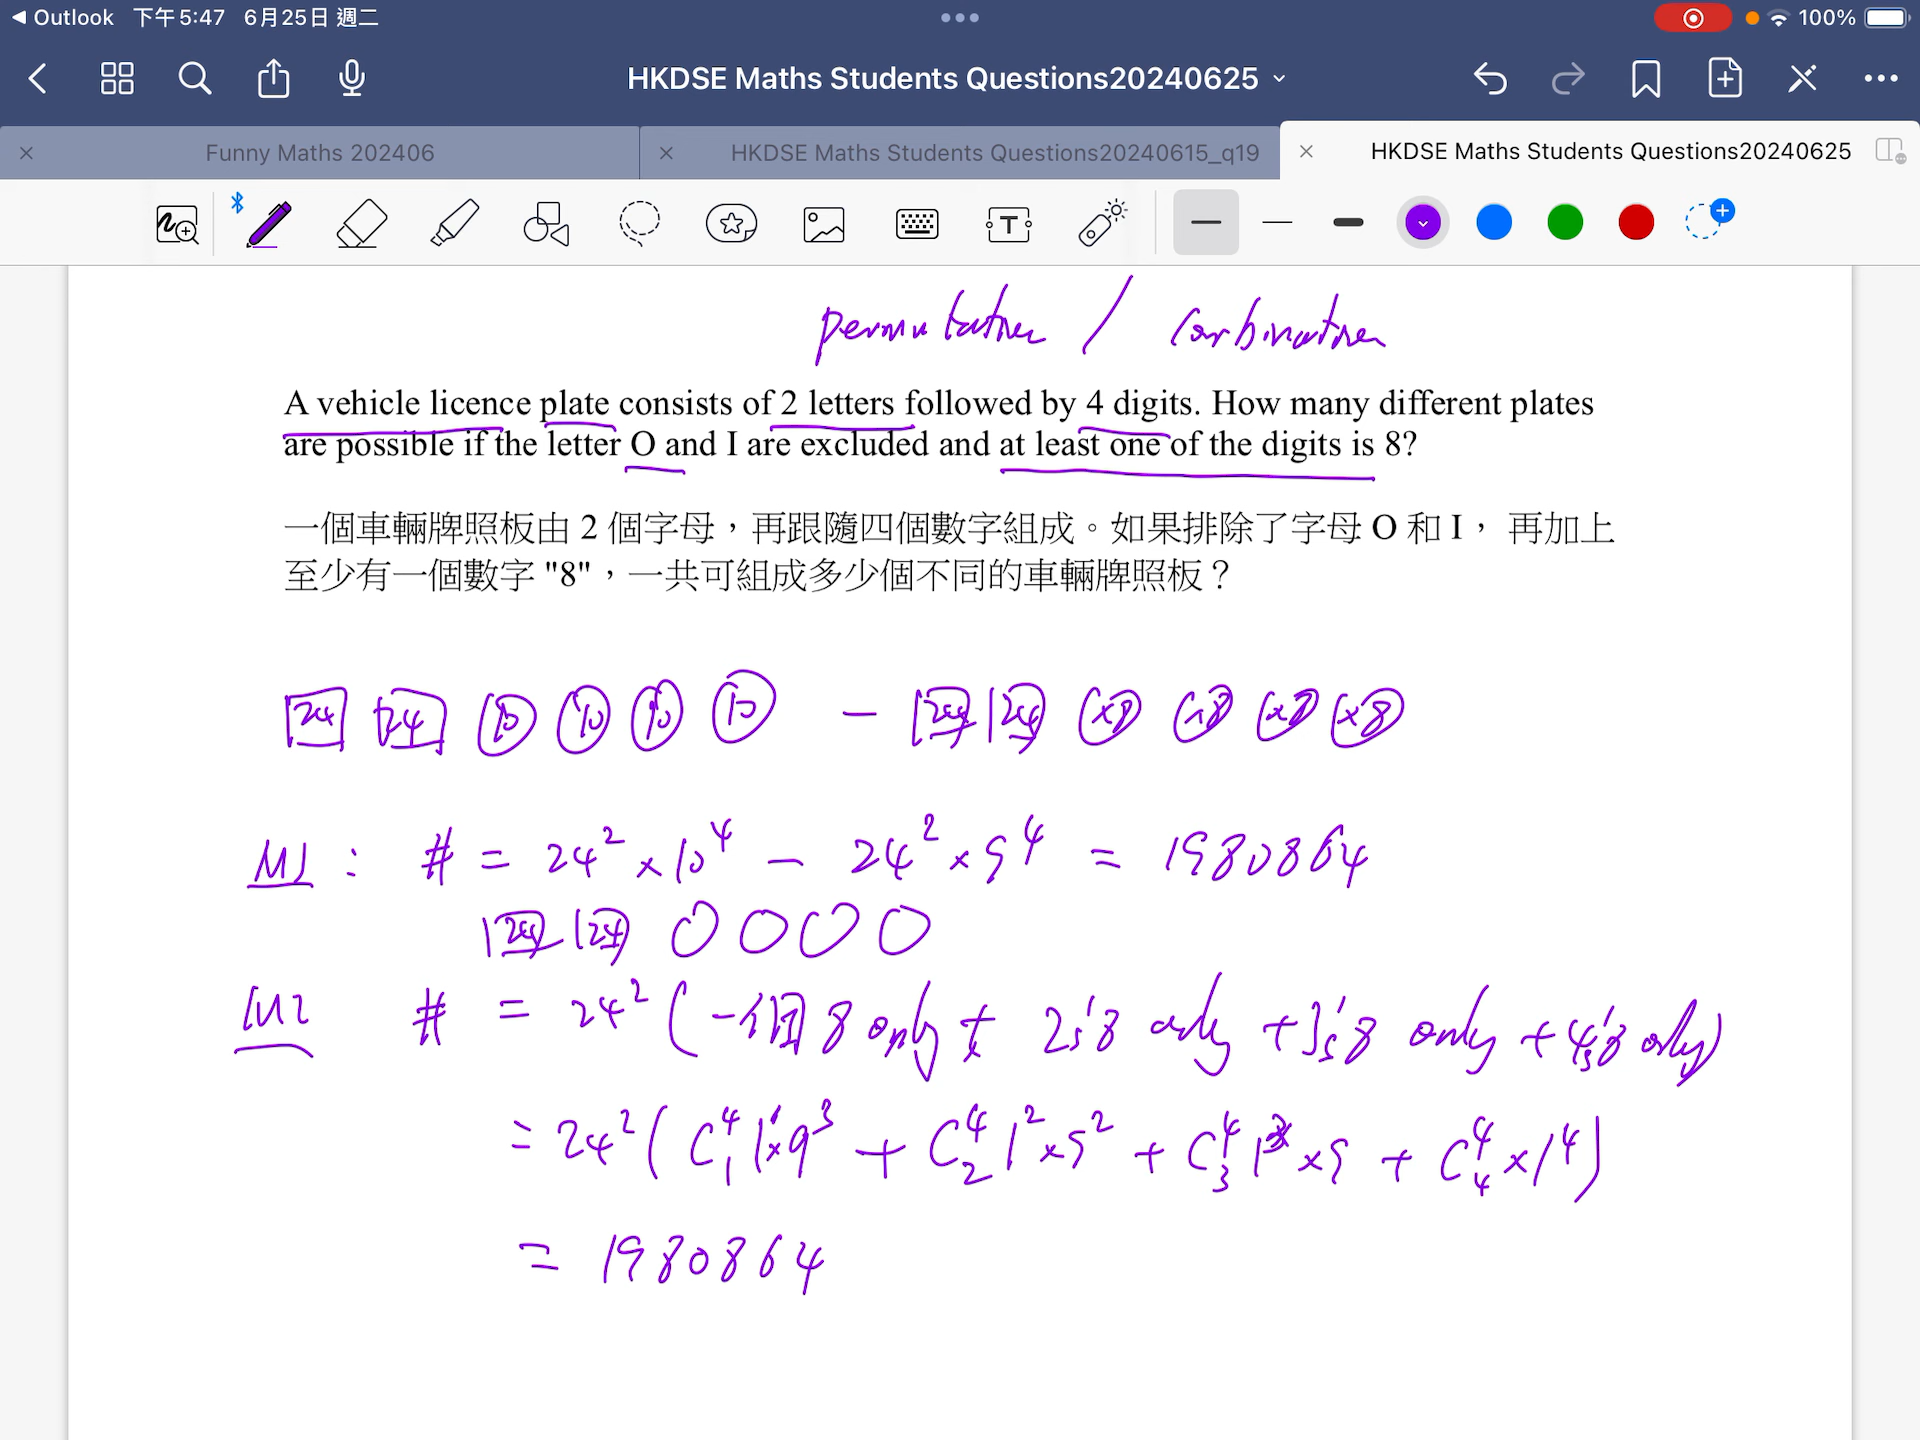 Outlook 下午5:47 6月25日 週二 100%
HKDSE Maths Students Questions20240625
Funny Maths 202406
HKDSE Maths Students Questions20240615_q19
HKDSE Maths Students Questions20240625
permutation / combination
A vehicle licence plate consists of 2 letters followed by 4 digits. How many different plates
are possible if the letter O and I are excluded and at least one of the digits is 8?
一個車輛牌照板由 2 個字母，再跟隨四個數字組成。如果排除了字母 O 和 I， 再加上
至少有一個數字 "8"，一共可組成多少個不同的車輛牌照板？
24 24 10 10 10 10 − 24 24 x8 x8 x8 x8
M1 : # = 24² × 10⁴ − 24² × 9⁴ = 1980864
24 24 O O O O
M2 # = 24² (一個 8 only + 2's 8 only + 3's 8 only + 4's 8 only)
= 24² ( C⁴₁ 1¹×9³ + C⁴₂ 1²×9² + C⁴₃ 1³×9 + C⁴₄×1⁴ )
= 1980864